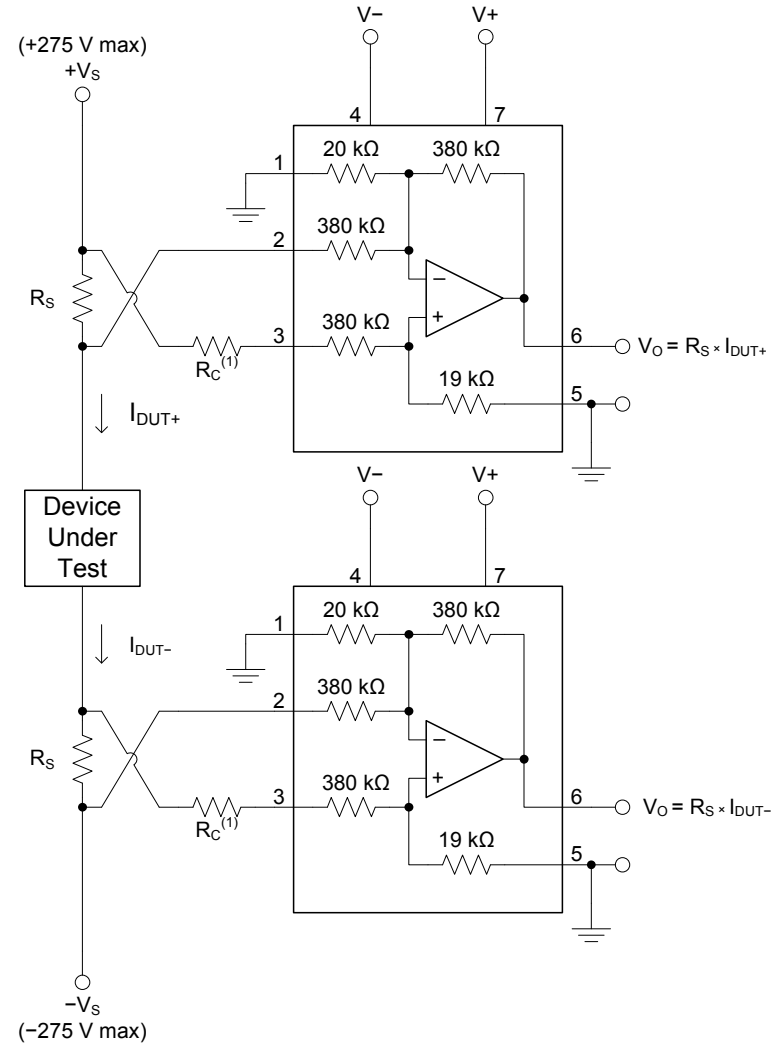 V− V+
(+275 V max)
+VS
4 7
1 20 kΩ 380 kΩ
2 380 kΩ
RS
−
3 380 kΩ
+
RC(1)
6 VO = RS × IDUT+
19 kΩ
5
IDUT+
V− V+
Device
Under
Test
4 7
1 20 kΩ 380 kΩ
IDUT−
2 380 kΩ
RS
−
3 380 kΩ
+
RC(1)
6 VO = RS × IDUT−
19 kΩ
5
−VS
(−275 V max)